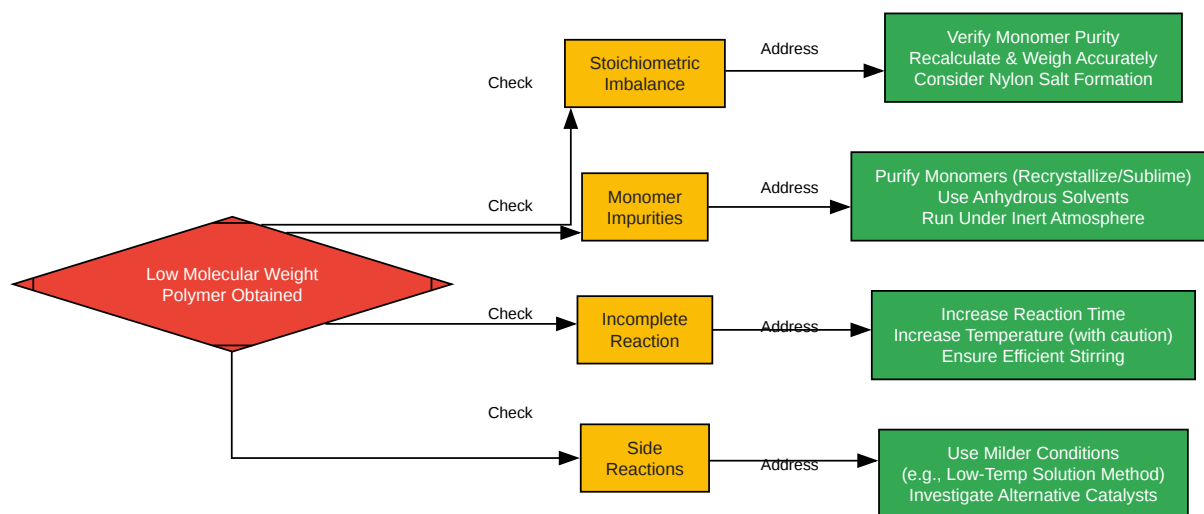 Low Molecular Weight
Polymer Obtained
Check
Stoichiometric
Imbalance
Address
Verify Monomer Purity
Recalculate & Weigh Accurately
Consider Nylon Salt Formation
Check
Monomer
Impurities
Address
Purify Monomers (Recrystallize/Sublime)
Use Anhydrous Solvents
Run Under Inert Atmosphere
Check
Incomplete
Reaction
Address
Increase Reaction Time
Increase Temperature (with caution)
Ensure Efficient Stirring
Check
Side
Reactions
Address
Use Milder Conditions
(e.g., Low-Temp Solution Method)
Investigate Alternative Catalysts